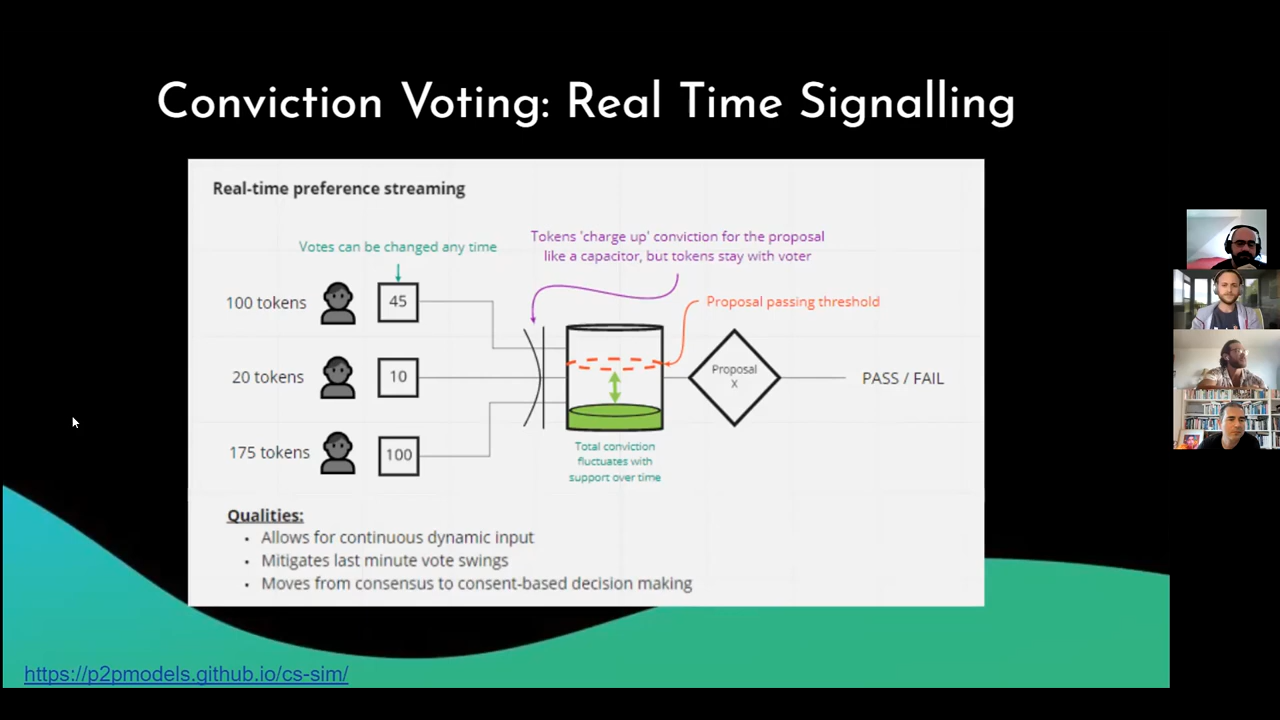 Conviction Voting: Real Time Signalling
Real-time preference streaming
Votes can be changed any time
Tokens 'charge up' conviction for the proposal
like a capacitor, but tokens stay with voter
Proposal passing threshold
100 tokens
45
20 tokens
10
175 tokens
100
Proposal
X
PASS / FAIL
Total conviction
fluctuates with
support over time
Qualities:
• Allows for continuous dynamic input
• Mitigates last minute vote swings
• Moves from consensus to consent-based decision making
https://p2pmodels.github.io/cs-sim/